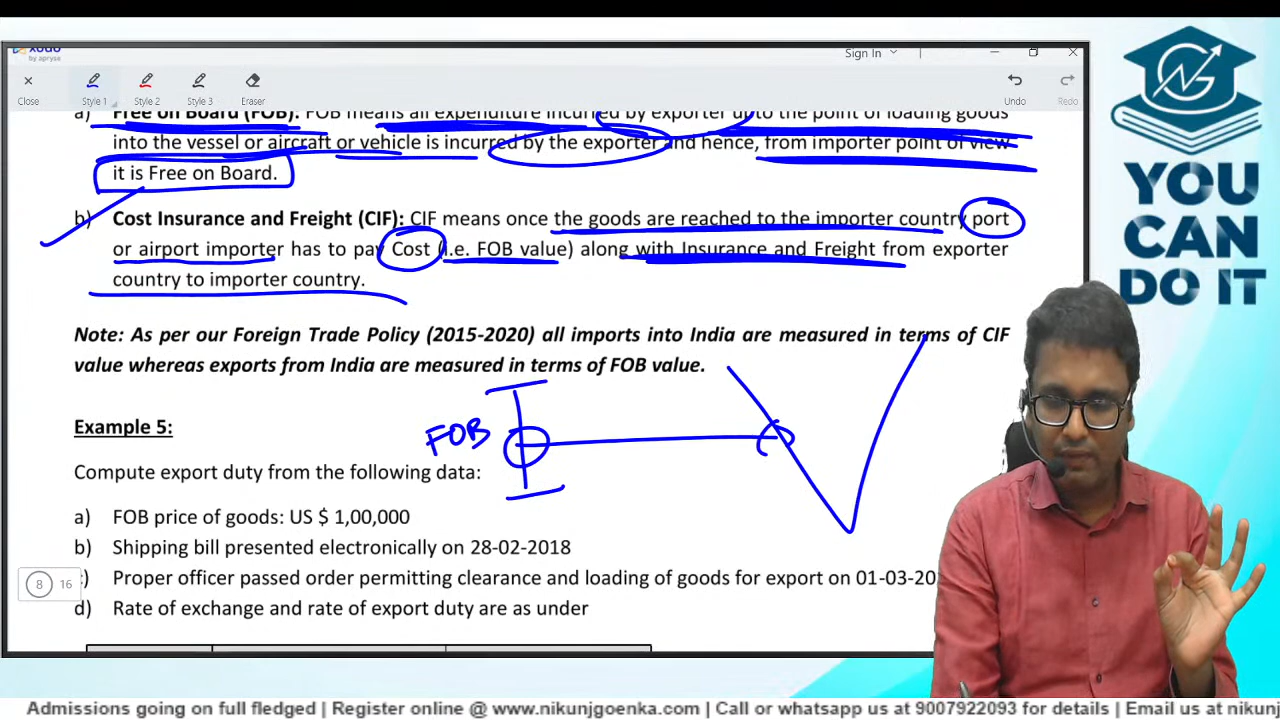 xodo
by apryse
Sign In
Close
Style 1
Style 2
Style 3
Eraser
Undo
Redo
a) Free on Board (FOB): FOB means all expenditure incurred by exporter upto the point of loading goods
into the vessel or aircraft or vehicle is incurred by the exporter and hence, from importer point of view
it is Free on Board.
b) Cost Insurance and Freight (CIF): CIF means once the goods are reached to the importer country port
or airport importer has to pay Cost (i.e. FOB value) along with Insurance and Freight from exporter
country to importer country.
Note: As per our Foreign Trade Policy (2015-2020) all imports into India are measured in terms of CIF
value whereas exports from India are measured in terms of FOB value.
FOB
Example 5:
Compute export duty from the following data:
a) FOB price of goods: US $ 1,00,000
b) Shipping bill presented electronically on 28-02-2018
8 16
) Proper officer passed order permitting clearance and loading of goods for export on 01-03-20
d) Rate of exchange and rate of export duty are as under
YOU
CAN
DO IT
Admissions going on full fledged | Register online @ www.nikunjgoenka.com | Call or whatsapp us at 9007922093 for details | Email us at nikunj